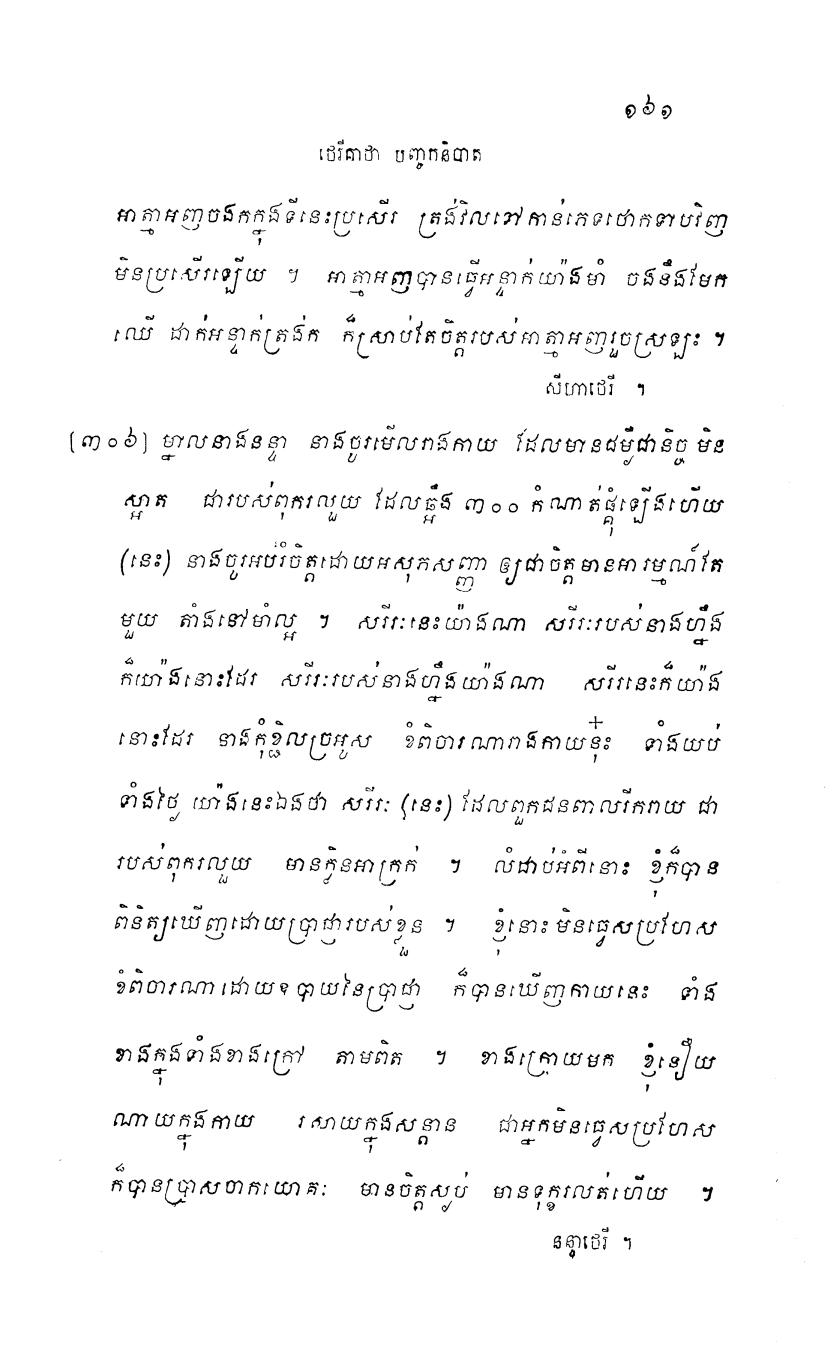 ១៦១
ថេរីគាថា បញ្ចកនិបាត
អាត្មាអញចងកក្នុងទីនេះប្រសើរ ត្រង់វិលទៅកាន់ភេទថោកទាបវិញ
មិនប្រសើរឡើយ ។ អាត្មាអញបានធ្វើអន្ទាក់យ៉ាងមាំ ចងនឹងមែក
ឈើ ដាក់អន្ទាក់ត្រង់ក ក៏ស្រាប់តែចិត្តរបស់អាត្មាអញរួចស្រឡះ ។
សីហាថេរី ។
[៣០៦] ម្នាលនាងនន្ទា នាងចូរមើលរាងកាយ ដែលមានជម្ងឺជានិច្ច មិន
ស្អាត ជារបស់ពុករលួយ ដែលឆ្អឹង ៣០០ កំណាត់ផ្គុំឡើងហើយ
(នេះ) នាងចូរអប់រំចិត្តដោយអសុភសញ្ញា ឲ្យជាចិត្តមានអារម្មណ៍តែ
មួយ តាំងនៅមាំល្អ ។ សរីរៈនេះយ៉ាងណា សរីរៈរបស់នាងហ្នឹង
ក៏យ៉ាងនោះដែរ សរីរៈរបស់នាងហ្នឹងយ៉ាងណា សរីរនេះក៏យ៉ាង
នោះដែរ នាងកុំខ្ជិលច្រអូស ខំពិចារណារាងកាយនុ៎ះ ទាំងយប់
ទាំងថ្ងៃ យ៉ាងនេះឯងថា សរីរៈ (នេះ) ដែលពួកជនពាលរីករាយ ជា
របស់ពុករលួយ មានក្លិនអាក្រក់ ។ លំដាប់អំពីនោះ ខ្ញុំក៏បាន
ពិនិត្យឃើញដោយប្រាជ្ញារបស់ខ្លួន ។ ខ្ញុំនោះមិនធ្វេសប្រហែស
ខំពិចារណាដោយឧបាយនៃប្រាជ្ញា ក៏បានឃើញកាយនេះ ទាំង
ខាងក្នុងទាំងខាងក្រៅ តាមពិត ។ ខាងក្រោយមក ខ្ញុំនឿយ
ណាយក្នុងកាយ រសាយក្នុងសន្តាន ជាអ្នកមិនធ្វេសប្រហែស
ក៏បានប្រាសចាកយោគៈ មានចិត្តស្ងប់ មានទុក្ខរលត់ហើយ ។
នន្ទាថេរី ។